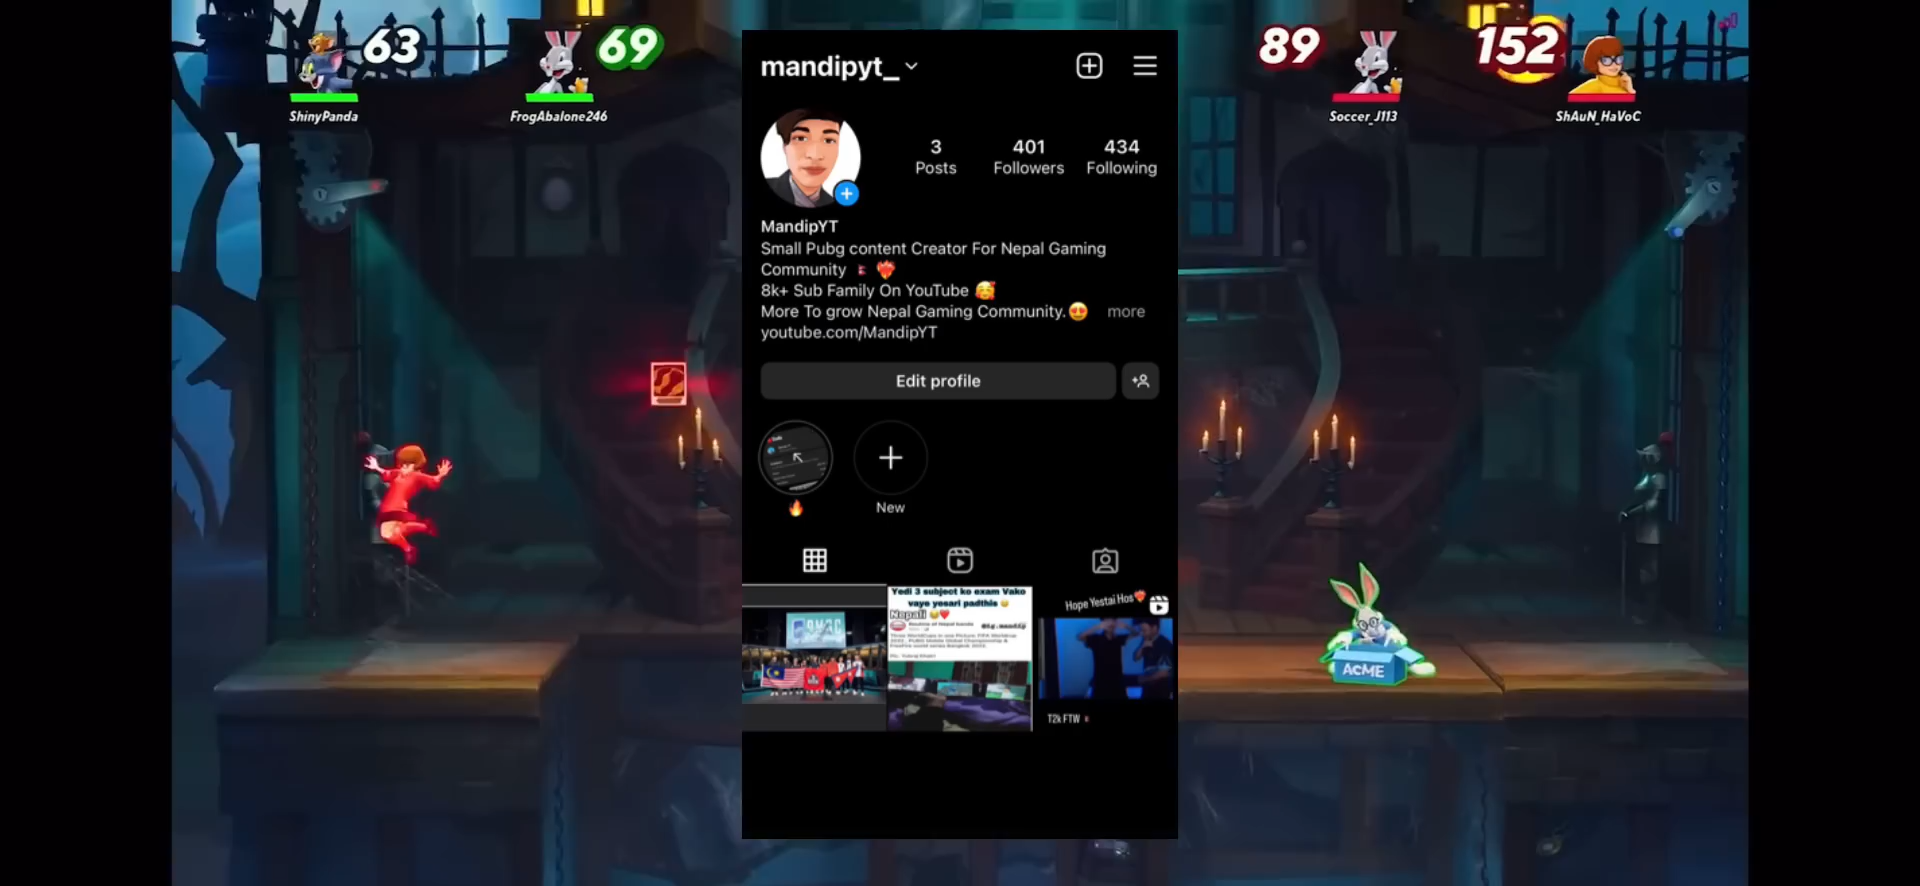 63
69
89
152
ShinyPanda
FrogAbalone246
Soccer_J113
ShAuN_HaVoC
mandipyt_
3
401
434
Posts
Followers
Following
MandipYT
Small Pubg content Creator For Nepal Gaming
Community 🇳🇵 ❤️‍🔥
8k+ Sub Family On YouTube 🥰
More To grow Nepal Gaming Community.😍 more
youtube.com/MandipYT
Edit profile
🔥
New
Yedi 3 subject ko exam Vako
vaye yesari padthis
Nepali
Hope Yestai Hos❤️‍🔥
T2k FTW
ACME